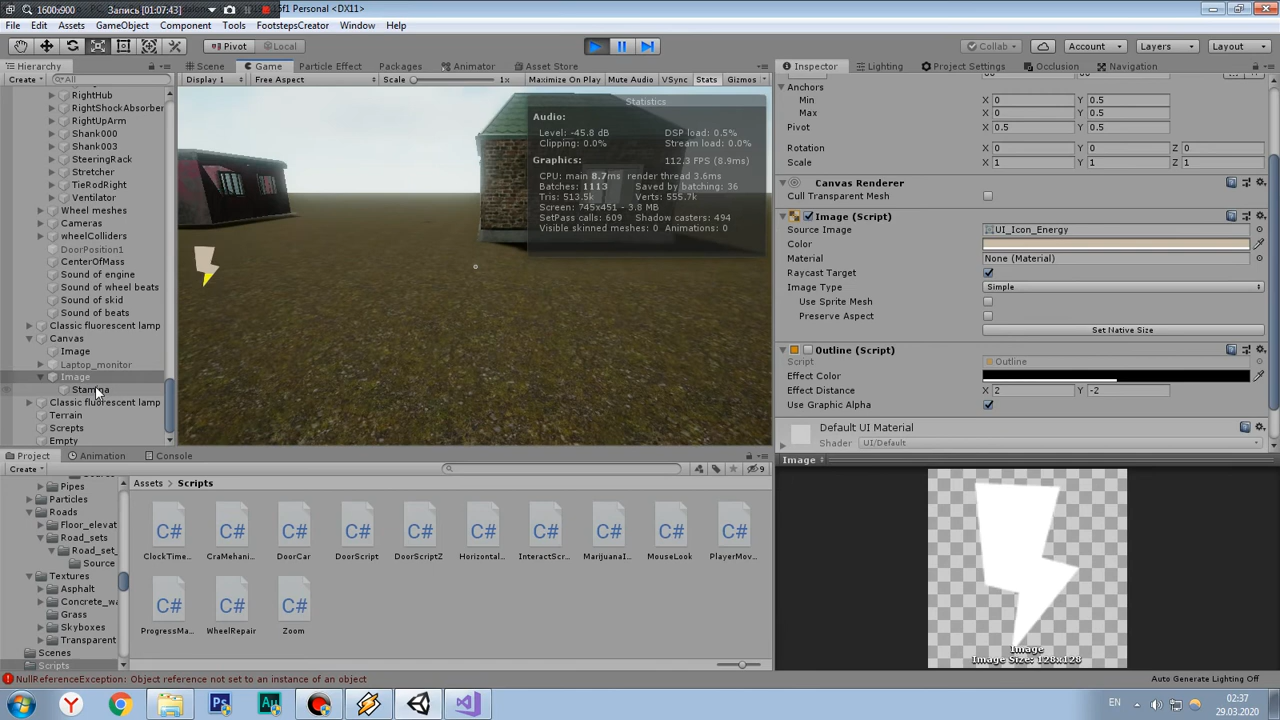 1600x900 Запись [01:07:43] 5f1 Personal <DX11>
File Edit Assets GameObject Component Tools FootstepsCreator Window Help
Pivot Local Collab Account Layers Layout
Hierarchy Scene Game Particle Effect Packages Animator Asset Store Inspector Lighting Project Settings Occlusion Navigation
Create All Display 1 Free Aspect Scale 1x Maximize On Play Mute Audio VSync Stats Gizmos
RightHub
RightShockAbsorber
RightUpArm
Shank000
Shank003
SteeringRack
Stretcher
TieRodRight
Ventilator
Wheel meshes
Cameras
wheelColliders
DoorPosition1
CenterOfMass
Sound of engine
Sound of wheel beats
Sound of skid
Sound of beats
Classic fluorescent lamp
Canvas
Image
Laptop_monitor
Image
Stamina
Classic fluorescent lamp
Terrain
Screpts
Empty
Statistics
Audio:
Level: -45.8 dB DSP load: 0.5%
Clipping: 0.0% Stream load: 0.0%
Graphics: 112.3 FPS (8.9ms)
CPU: main 8.7ms render thread 3.6ms
Batches: 1113 Saved by batching: 36
Tris: 513.5k Verts: 555.7k
Screen: 745x451 - 3.8 MB
SetPass calls: 609 Shadow casters: 494
Visible skinned meshes: 0 Animations: 0
Anchors
Min X 0 Y 0.5
Max X 0 Y 0.5
Pivot X 0.5 Y 0.5
Rotation X 0 Y 0 Z 0
Scale X 1 Y 1 Z 1
Canvas Renderer
Cull Transparent Mesh
Image (Script)
Source Image UI_Icon_Energy
Color
Material None (Material)
Raycast Target
Image Type Simple
Use Sprite Mesh
Preserve Aspect
Set Native Size
Outline (Script)
Script Outline
Effect Color
Effect Distance X 2 Y -2
Use Graphic Alpha
Default UI Material
Shader UI/Default
Image
Image
Image Size: 128x128
Project Animation Console
Create 9
Pipes
Particles
Roads
Floor_elevat
Road_sets
Road_set_
Source
Textures
Asphalt
Concrete_wa
Grass
Skyboxes
Transparent
Scenes
Scripts
Assets Scripts
ClockTime... CraMehani... DoorCar DoorScript DoorScriptZ Horizontal... InteractScr... MarijuanaI... MouseLook PlayerMov...
ProgressMa... WheelRepair Zoom
NullReferenceException: Object reference not set to an instance of an object Auto Generate Lighting Off
EN 02:37
29.03.2020